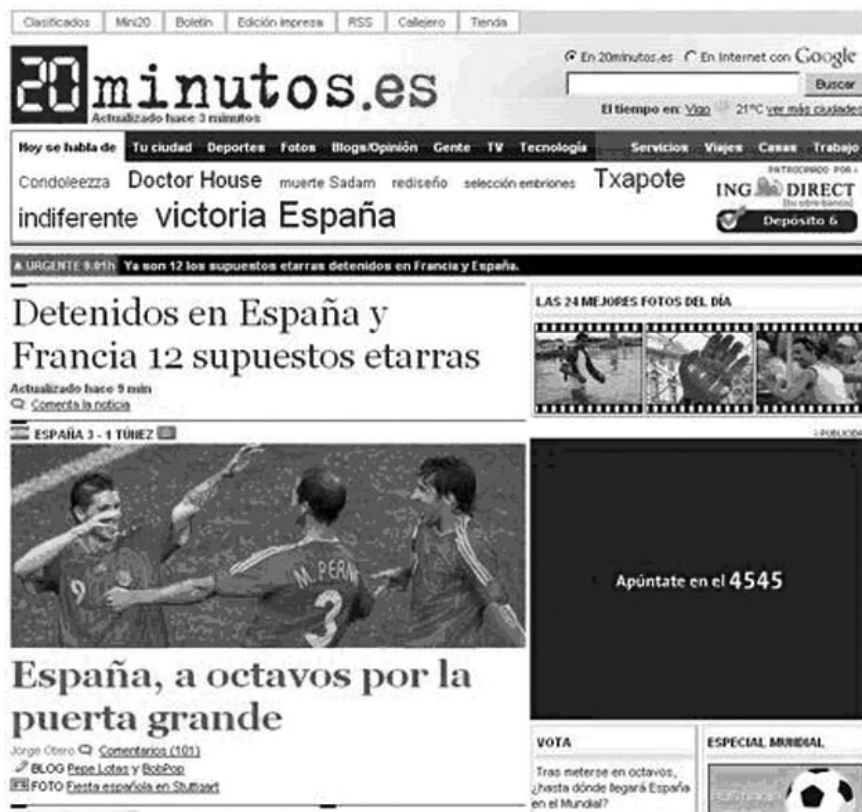 Clasificados Mini20 Boletín Edición impresa RSS Callejero Tienda
20minutos.es
Actualizado hace 3 minutos
En 20minutos.es En Internet con Google
Buscar
El tiempo en: Vigo 21ºC ver más ciudades
Hoy se habla de Tu ciudad Deportes Fotos Blogs/Opinión Gente TV Tecnología Servicios Viajes Casas Trabajo
Condoleezza Doctor House muerte Sadam rediseño selección embriones Txapote
indiferente victoria España
PATROCINADO POR:
ING DIRECT
Depósito 6
URGENTE 9.01h Ya son 12 los supuestos etarras detenidos en Francia y España.
Detenidos en España y
Francia 12 supuestos etarras
Actualizado hace 9 min
Comenta la noticia
LAS 24 MEJORES FOTOS DEL DÍA
ESPAÑA 3 - 1 TÚNEZ
9
M. PERN
3
Apúntate en el 4545
España, a octavos por la
puerta grande
Jorge Otero Comentarios (101)
BLOG Pepe Lotas y BobPop
FOTO Fiesta española en Stuttgart
VOTA
Tras meterse en octavos,
¿hasta dónde llegará España
en el Mundial?
ESPECIAL MUNDIAL